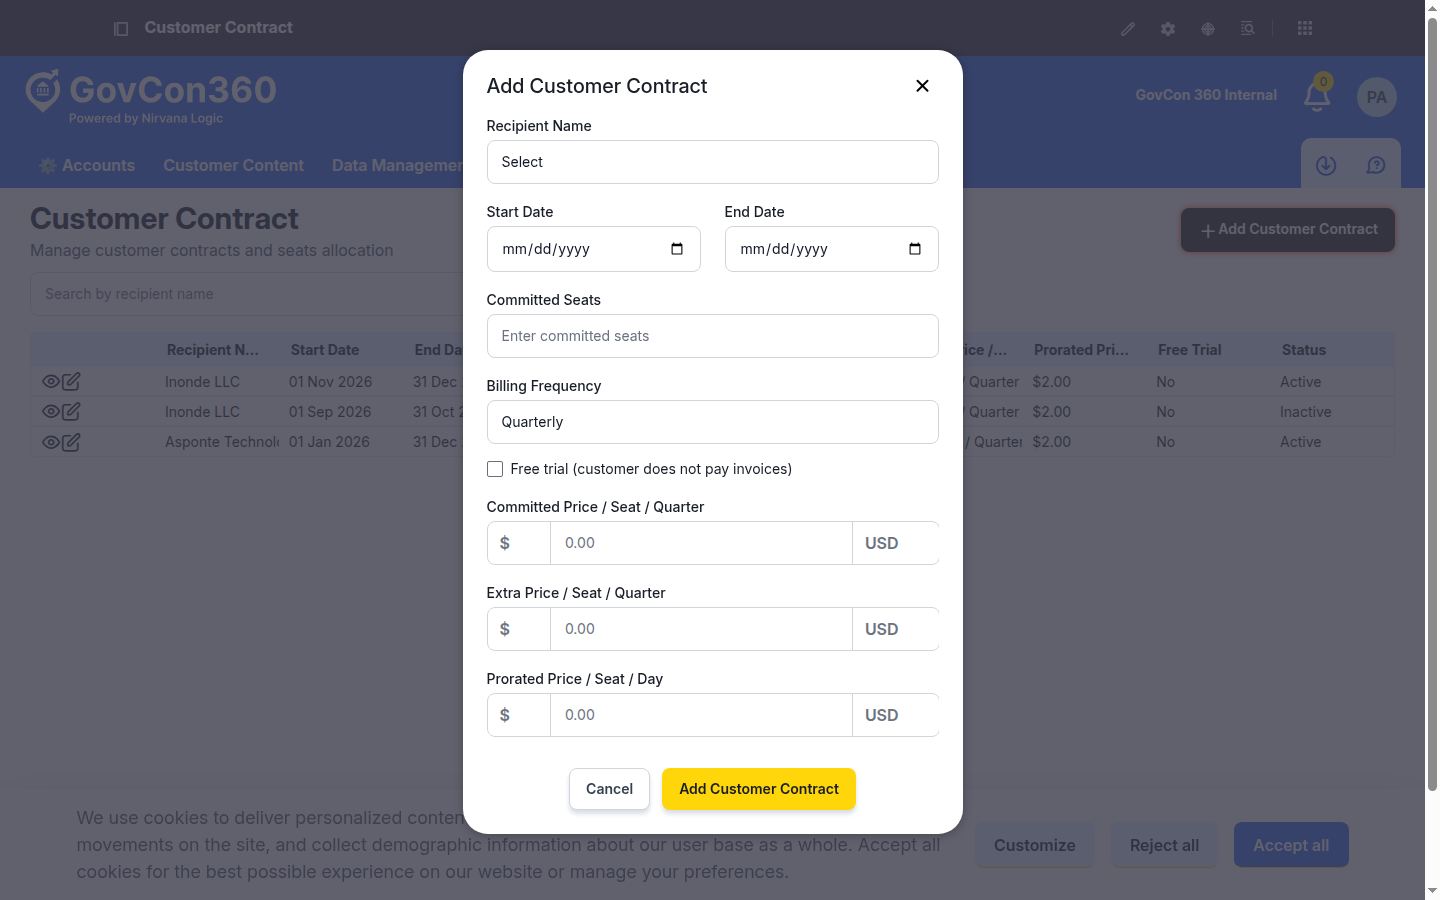 Customer Contract
GovCon360
Powered by Nirvana Logic
GovCon 360 Internal
0
PA
Accounts
Customer Content
Data Managemen
Customer Contract
Manage customer contracts and seats allocation
Add Customer Contract
Search by recipient name
Recipient N... Start Date End Da ice /... Prorated Pri... Free Trial Status
Inonde LLC 01 Nov 2026 31 Dec / Quarter $2.00 No Active
Inonde LLC 01 Sep 2026 31 Oct 2 / Quarter $2.00 No Inactive
Asponte Technol 01 Jan 2026 31 Dec / Quarter $2.00 No Active
Add Customer Contract
Recipient Name
Select
Start Date End Date
mm/dd/yyyy mm/dd/yyyy
Committed Seats
Enter committed seats
Billing Frequency
Quarterly
Free trial (customer does not pay invoices)
Committed Price / Seat / Quarter
$ 0.00 USD
Extra Price / Seat / Quarter
$ 0.00 USD
Prorated Price / Seat / Day
$ 0.00 USD
Cancel
Add Customer Contract
We use cookies to deliver personalized conten
movements on the site, and collect demographic information about our user base as a whole. Accept all
cookies for the best possible experience on our website or manage your preferences.
Customize
Reject all
Accept all